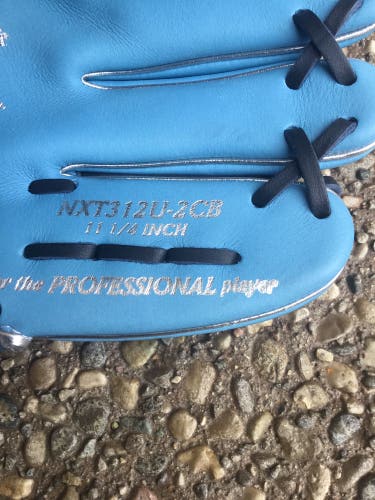 NXT312U-2CB
11 1/4 INCH
the PROFESSIONAL player